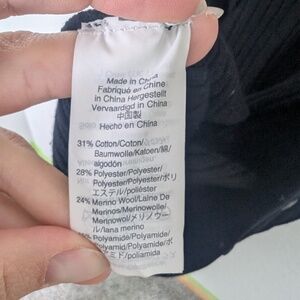 Made in China
Fabriqué en Chine
in China Hergestellt
Vervaardigd in China
中国製
Hecho en China
31% Cotton/Coton/
Baumwolle/Katoen/綿/
algodón
28% Polyester/Polyester/
Polyester/Polyester/ポリ
エステル/poliéster
24% Merino Wool/Laine De
Merinos/Merinowolle/
Merinowol/メリノウー
ル/lana merino
Polyamide/Polyamide/
Polyamid/Polyamide/ポ
ミド/poliamida